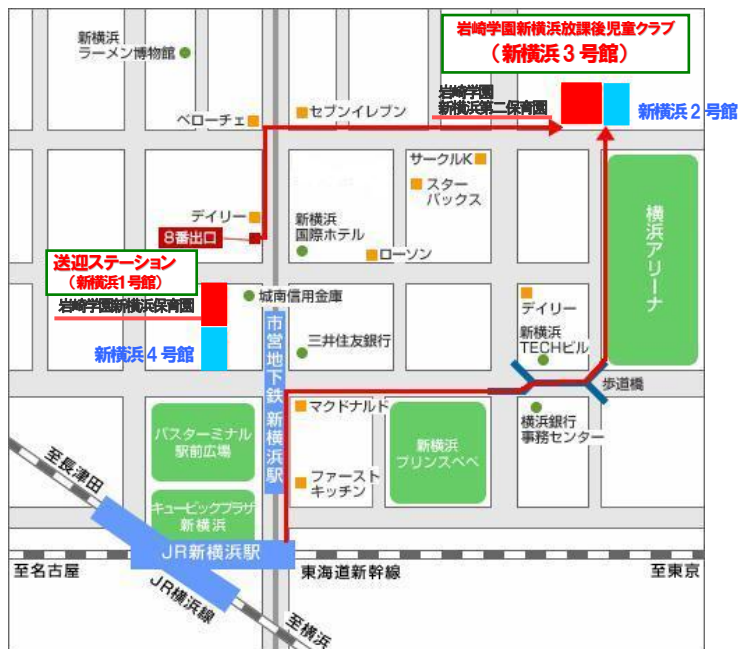 岩崎学園新横浜放課後児童クラブ
（新横浜３号館）
新横浜
ラーメン博物館
岩崎学園
新横浜第二保育園
新横浜２号館
セブンイレブン
ベローチェ
サークルK
スター
バックス
デイリー
8番出口
新横浜
国際ホテル
ローソン
横浜アリーナ
送迎ステーション
（新横浜1号館）
岩崎学園新横浜保育園
新横浜４号館
城南信用金庫
市営地下鉄 新横浜駅
三井住友銀行
デイリー
新横浜
TECHビル
歩道橋
マクドナルド
横浜銀行
事務センター
バスターミナル
駅前広場
新横浜
プリンスペペ
ファースト
キッチン
キュービックプラザ
新横浜
至長津田
JR新横浜駅
至名古屋
東海道新幹線
至東京
JR横浜線
至横浜